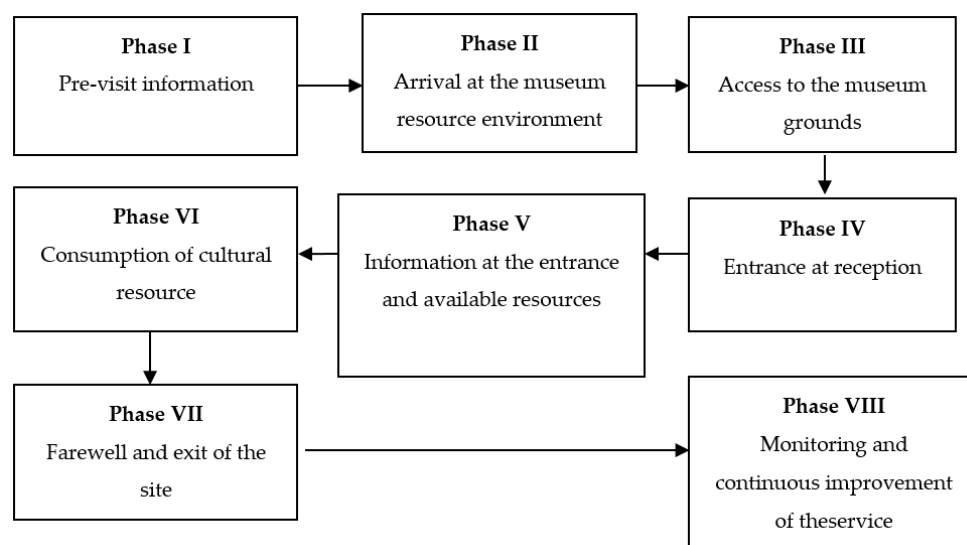 Phase I
Pre-visit information
Phase II
Arrival at the museum
resource environment
Phase III
Access to the museum
grounds
Phase IV
Entrance at reception
Phase V
Information at the entrance
and available resources
Phase VI
Consumption of cultural
resource
Phase VII
Farewell and exit of the
site
Phase VIII
Monitoring and
continuous improvement
of theservice